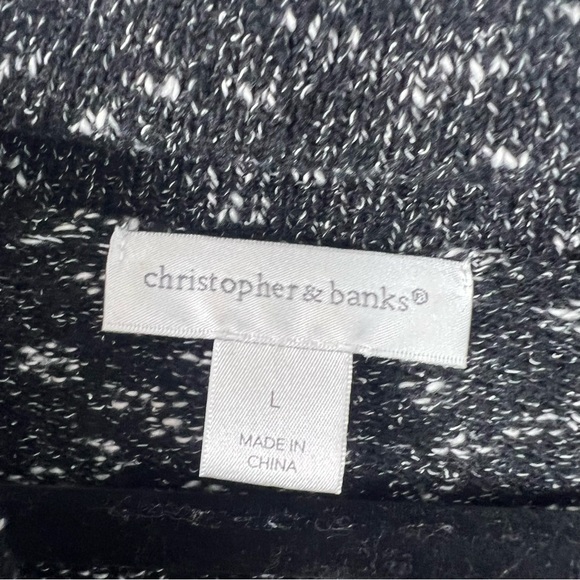 christopher & banks®
L
MADE IN
CHINA